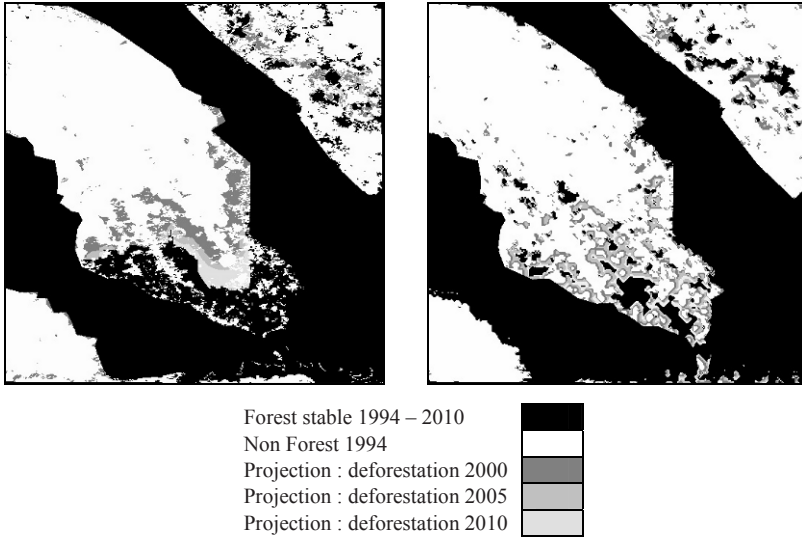 Forest stable 1994 – 2010
Non Forest 1994
Projection : deforestation 2000
Projection : deforestation 2005
Projection : deforestation 2010